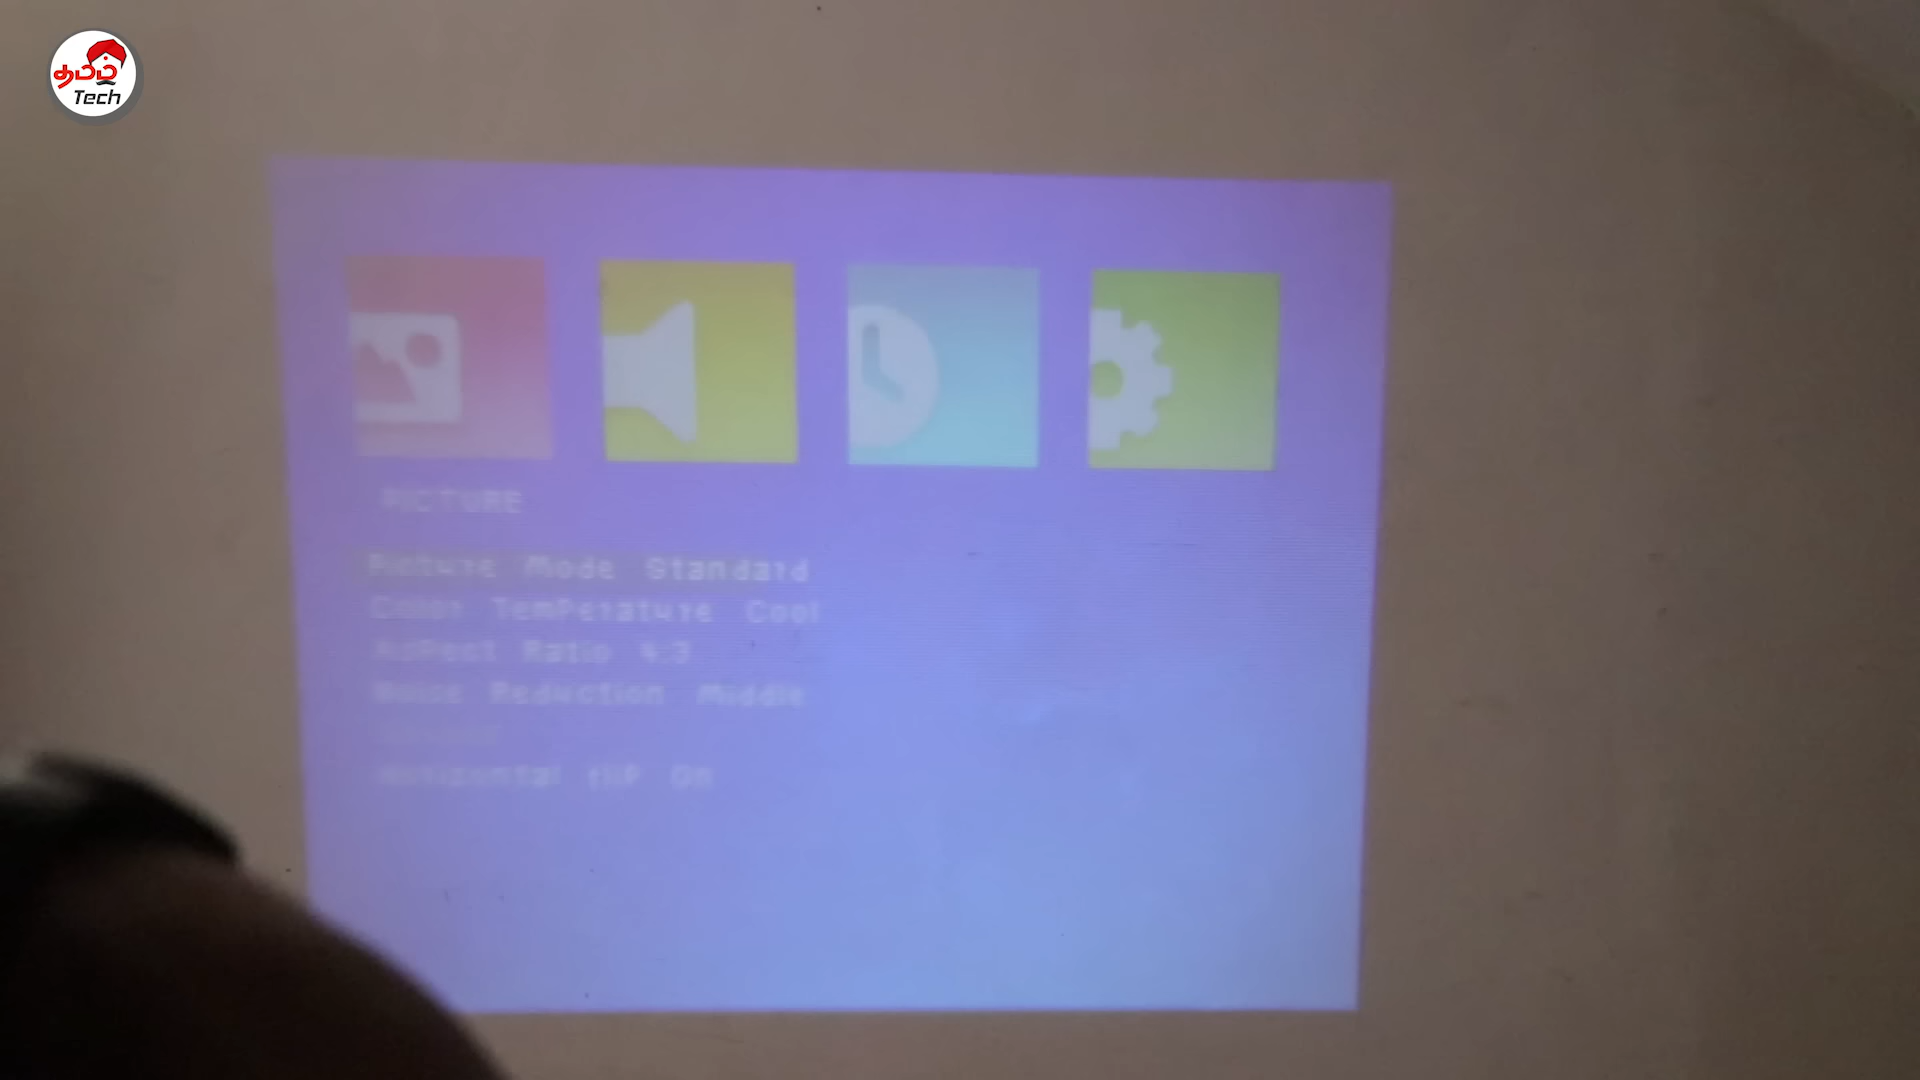 தமிழ்
Tech
PICTURE
Picture Mode Standard
Color Temperature Cool
Aspect Ratio 4:3
Noise Reduction Middle
Horizontal flip On